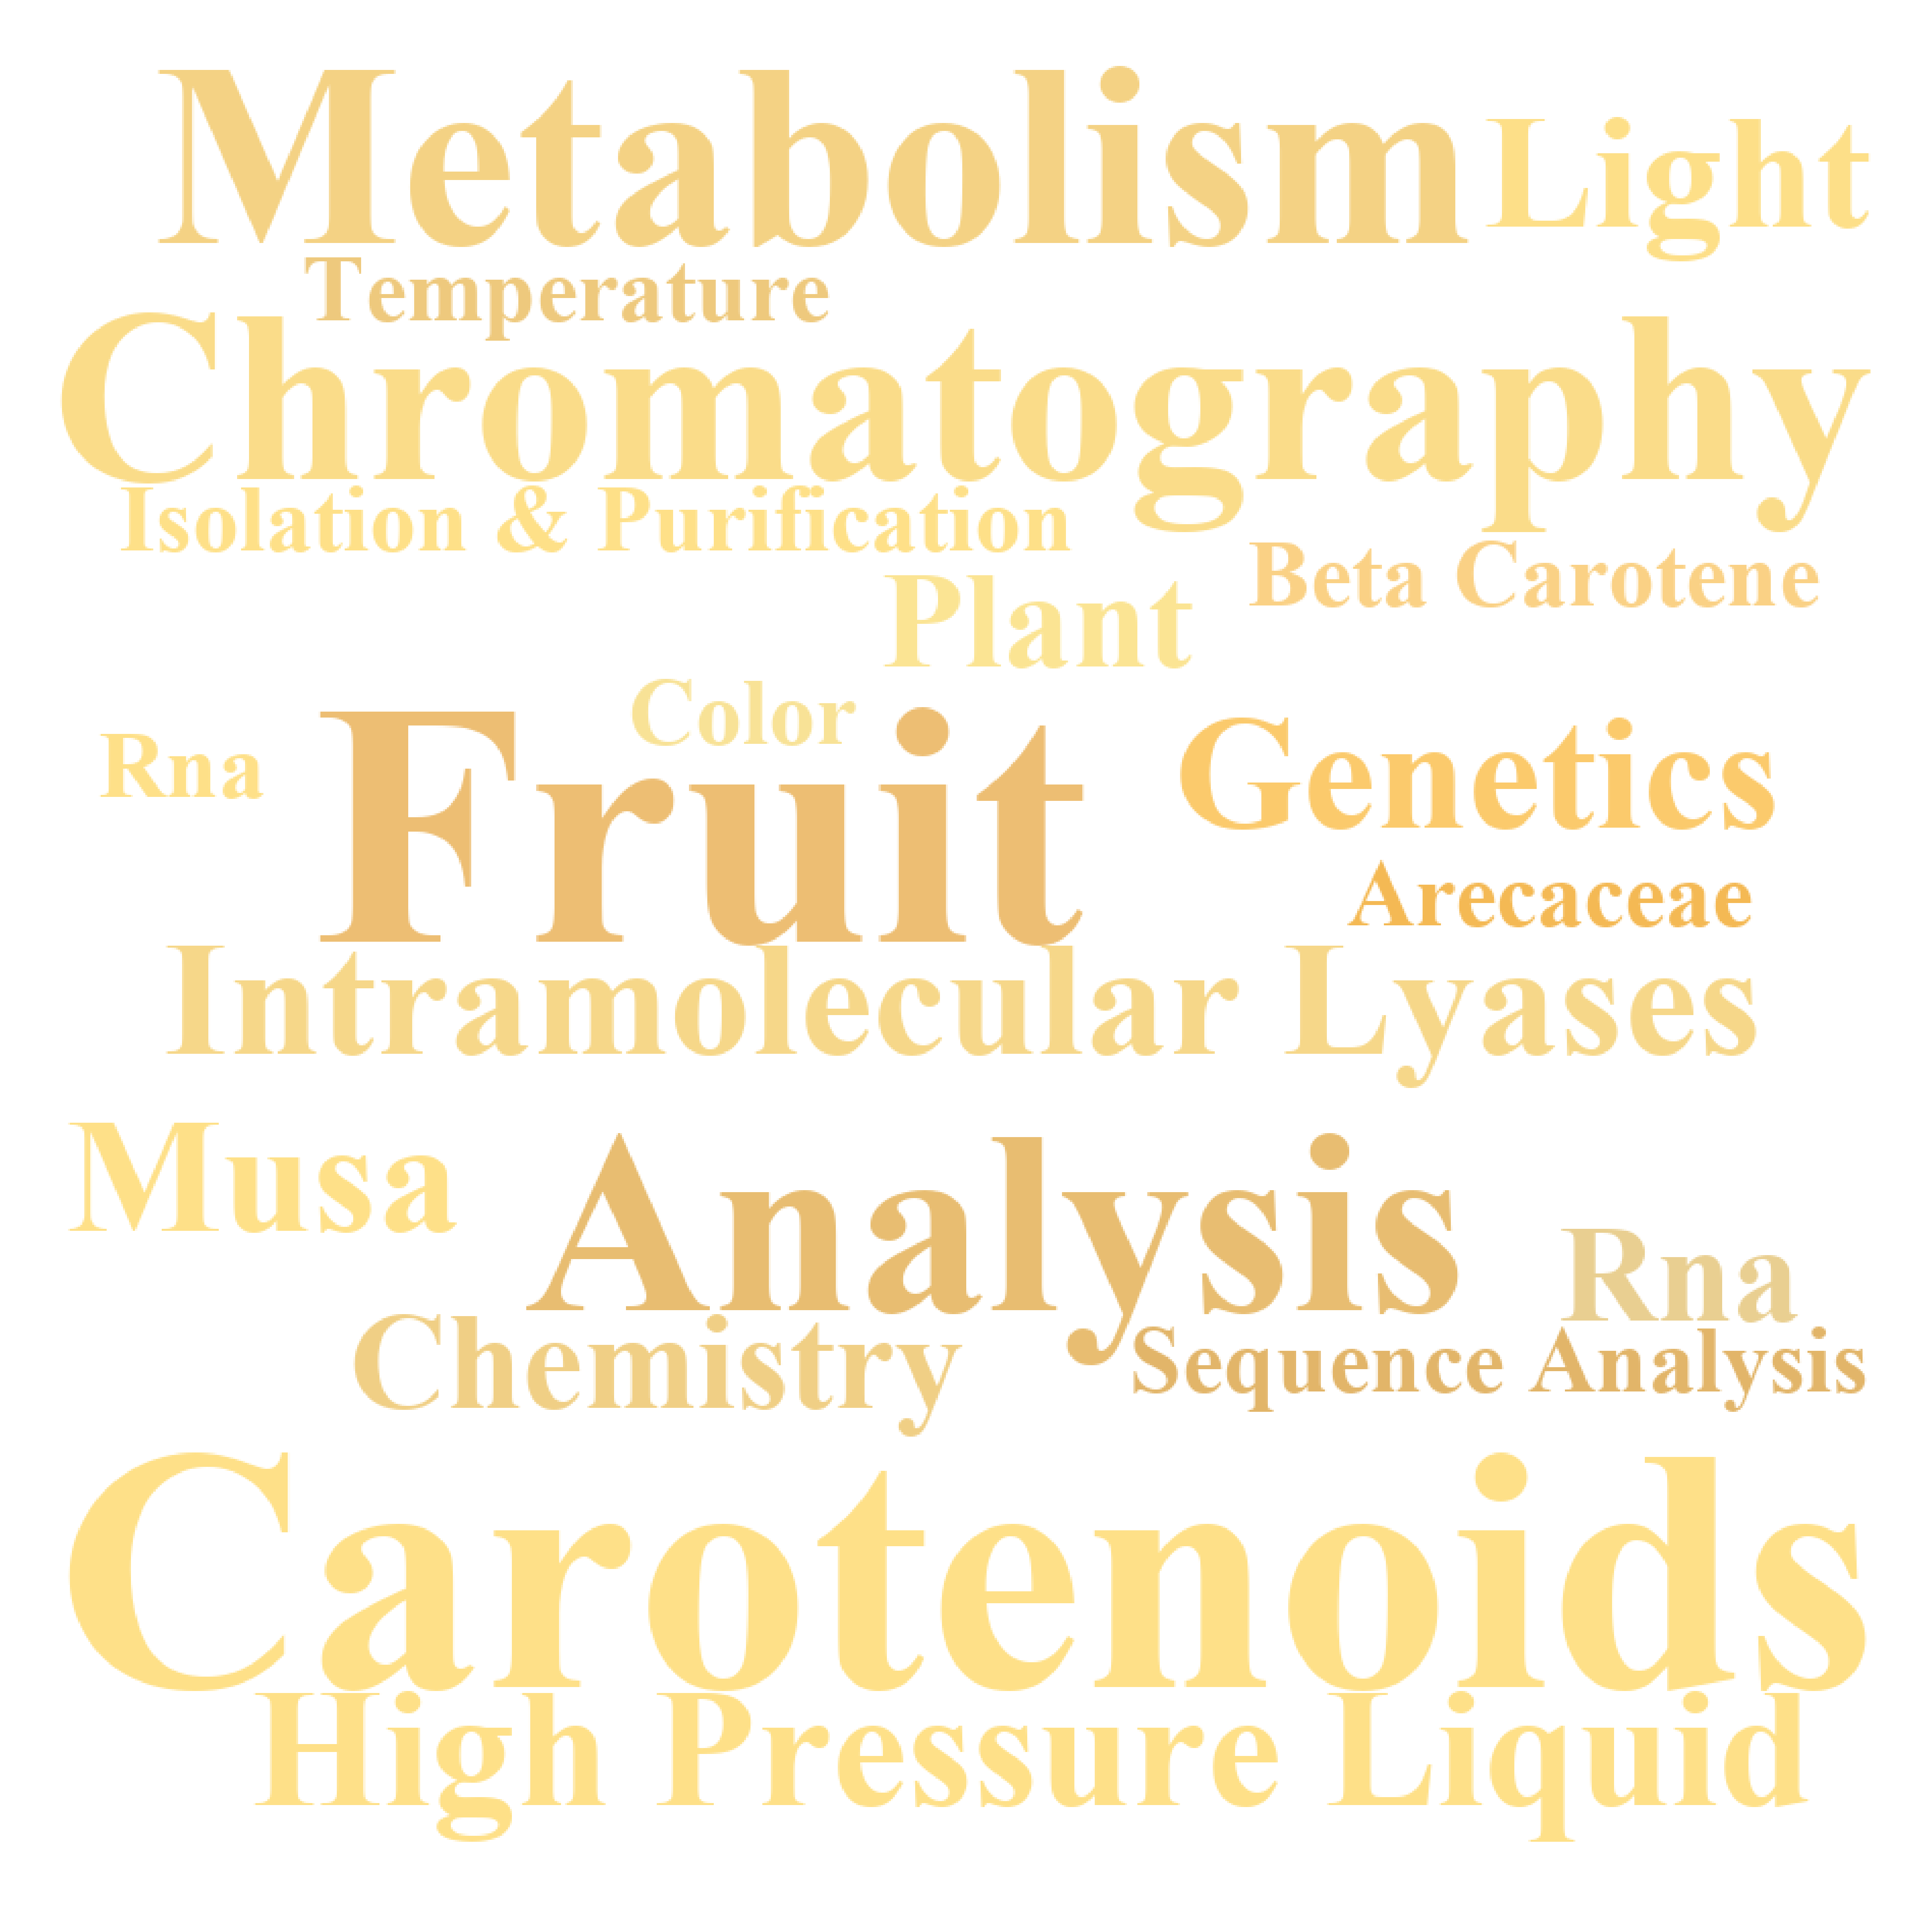 Metabolism
Light
Temperature
Chromatography
Isolation & Purification
Beta Carotene
Plant
Color
Rna
Fruit
Genetics
Arecaceae
Intramolecular Lyases
Musa
Analysis
Rna
Chemistry
Sequence Analysis
Carotenoids
High Pressure Liquid